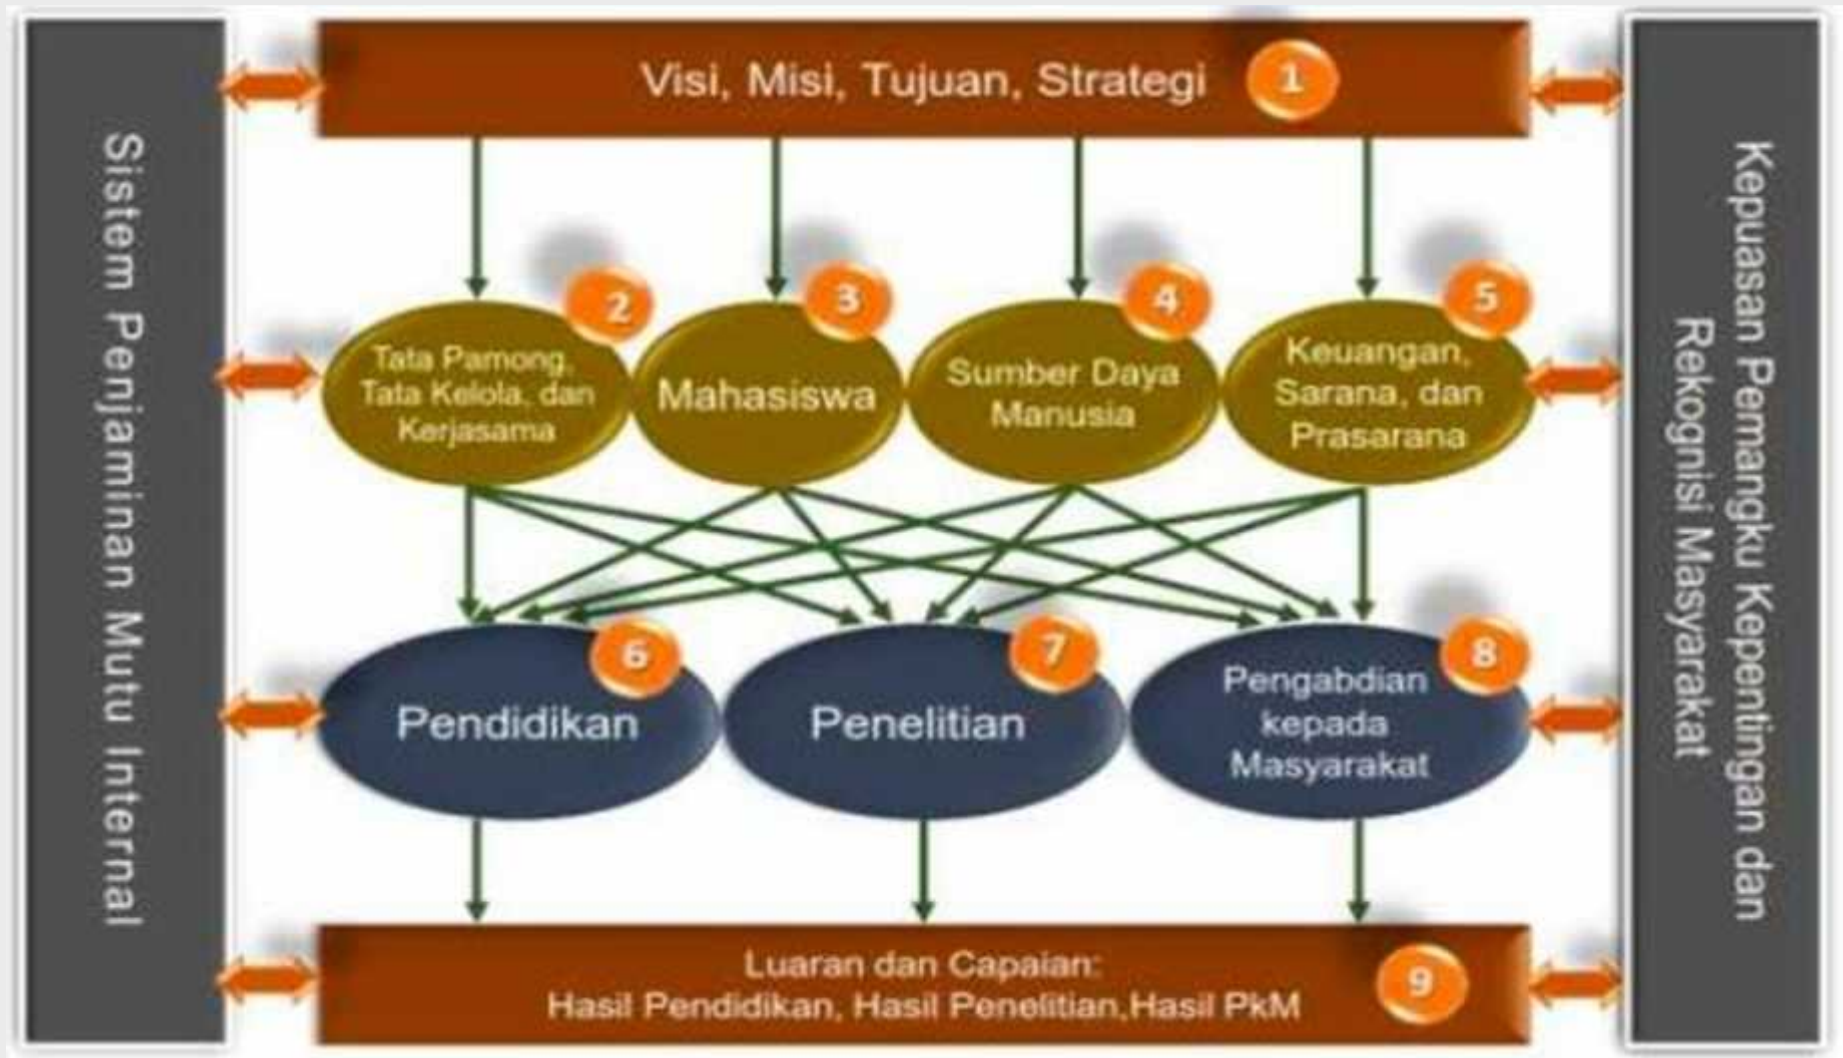 Sistem Penjaminan Mutu Internal
Visi, Misi, Tujuan, Strategi
1
2
Tata Pamong,
Tata Kelola, dan
Kerjasama
3
Mahasiswa
4
Sumber Daya
Manusia
5
Keuangan,
Sarana, dan
Prasarana
6
Pendidikan
7
Penelitian
8
Pengabdian
kepada
Masyarakat
Luaran dan Capaian:
Hasil Pendidikan, Hasil Penelitian,Hasil PkM
9
Kepuasan Pemangku Kepentingan dan
Rekognisi Masyarakat